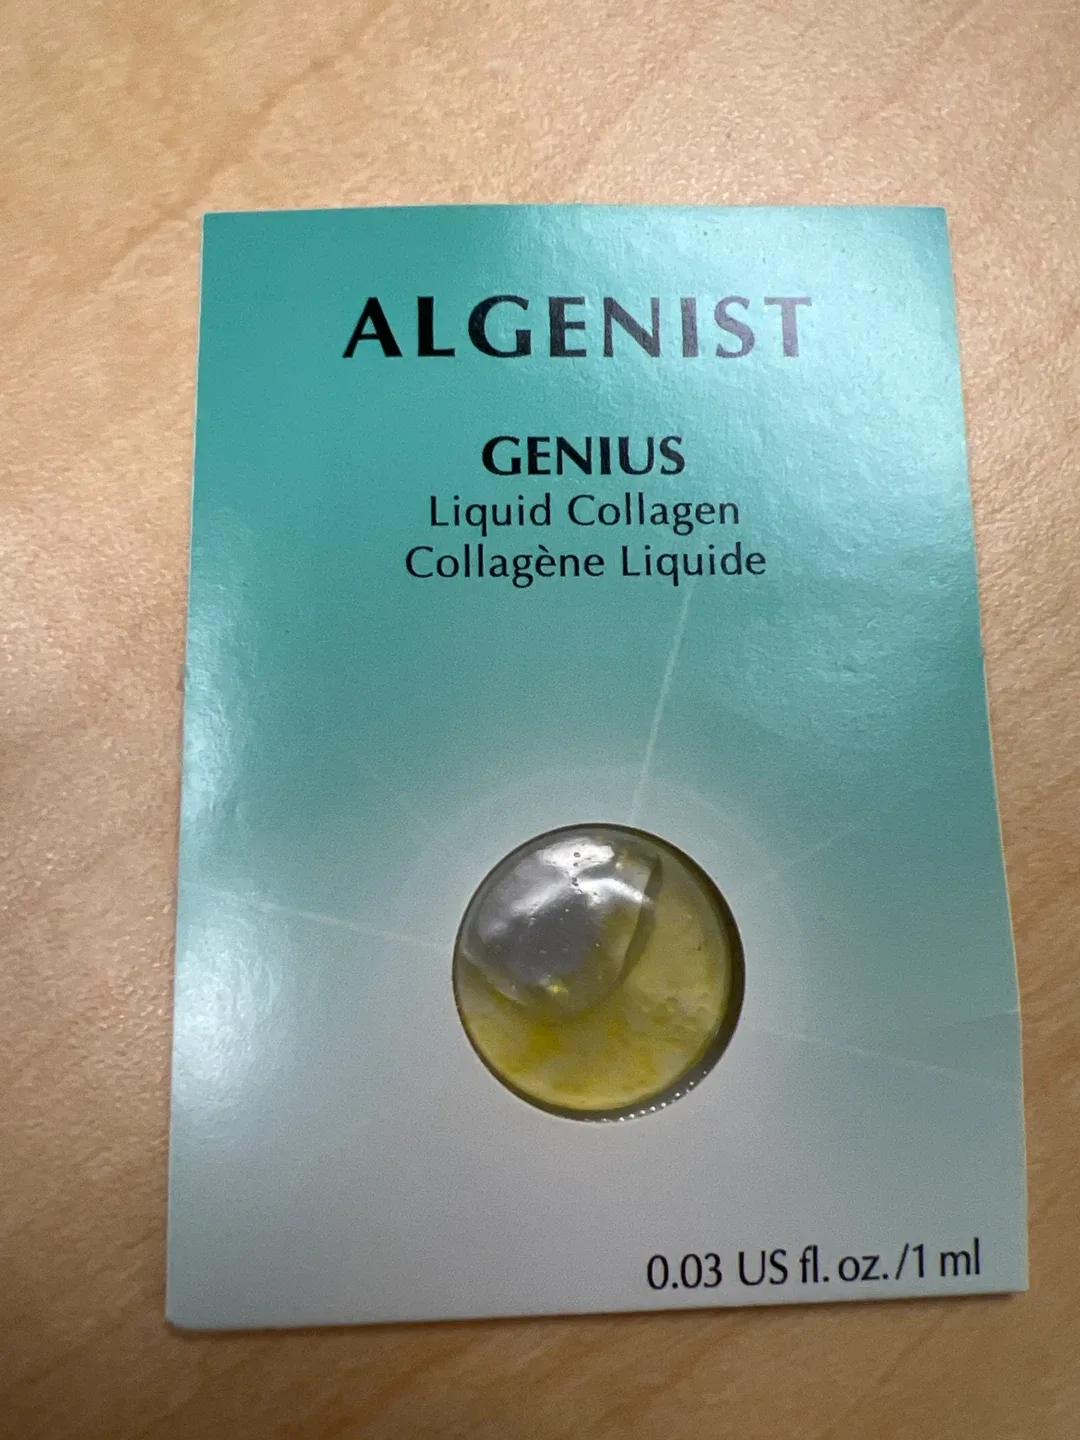 ALGENIST
GENIUS
Liquid Collagen
Collagène Liquide
0.03 US fl. oz./1 ml